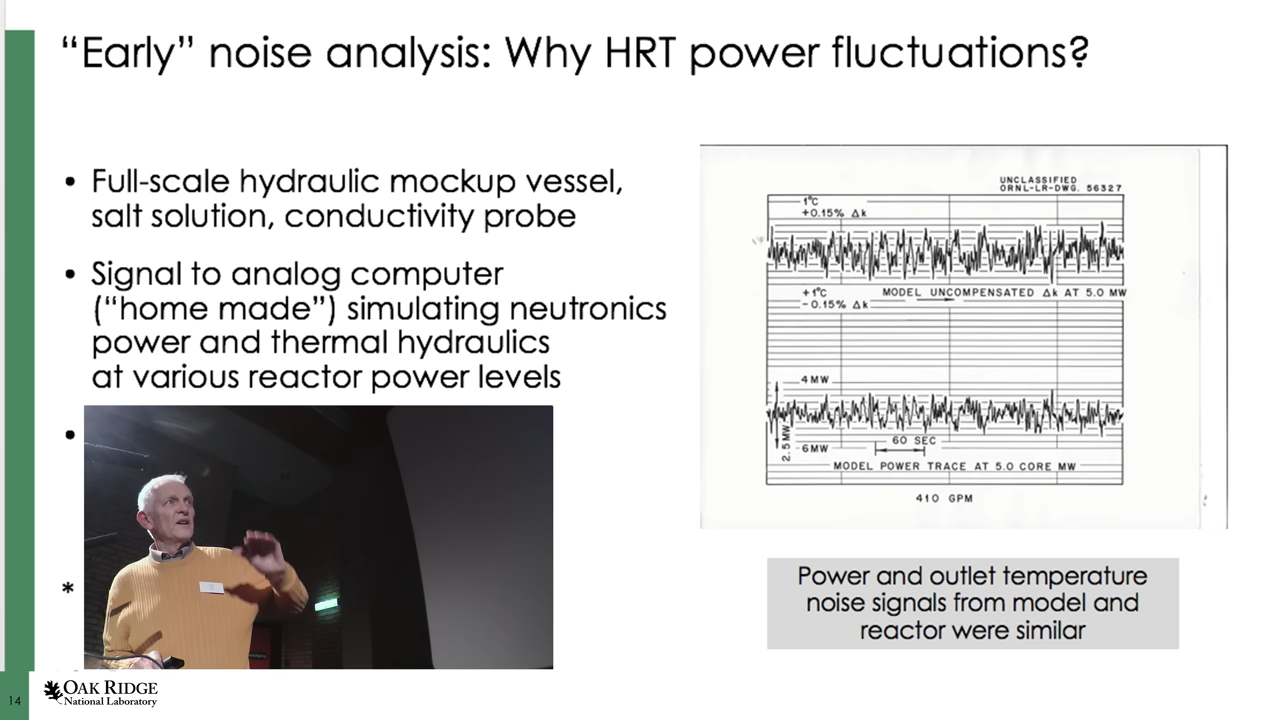 “Early” noise analysis: Why HRT power fluctuations?
• Full-scale hydraulic mockup vessel,
salt solution, conductivity probe
• Signal to analog computer
(“home made”) simulating neutronics
power and thermal hydraulics
at various reactor power levels
•
*
UNCLASSIFIED
ORNL-LR-DWG. 56327
1°C
+0.15% Δk
+1°C
-0.15% Δk
MODEL UNCOMPENSATED Δk AT 5.0 MW
4 MW
2.5 MW
6 MW
60 SEC
MODEL POWER TRACE AT 5.0 CORE MW
410 GPM
Power and outlet temperature
noise signals from model and
reactor were similar
14
OAK RIDGE
National Laboratory